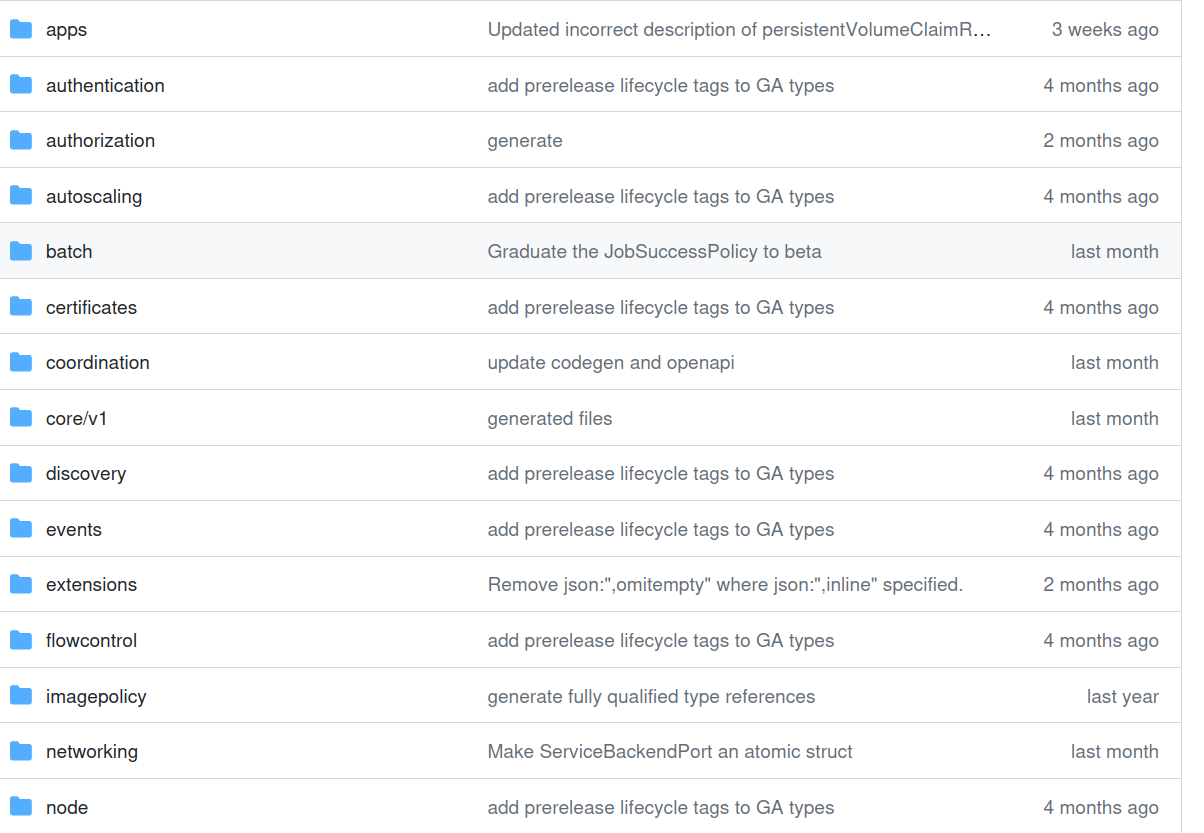 apps Updated incorrect description of persistentVolumeClaimR... 3 weeks ago
authentication add prerelease lifecycle tags to GA types 4 months ago
authorization generate 2 months ago
autoscaling add prerelease lifecycle tags to GA types 4 months ago
batch Graduate the JobSuccessPolicy to beta last month
certificates add prerelease lifecycle tags to GA types 4 months ago
coordination update codegen and openapi last month
core/v1 generated files last month
discovery add prerelease lifecycle tags to GA types 4 months ago
events add prerelease lifecycle tags to GA types 4 months ago
extensions Remove json:",omitempty" where json:",inline" specified. 2 months ago
flowcontrol add prerelease lifecycle tags to GA types 4 months ago
imagepolicy generate fully qualified type references last year
networking Make ServiceBackendPort an atomic struct last month
node add prerelease lifecycle tags to GA types 4 months ago